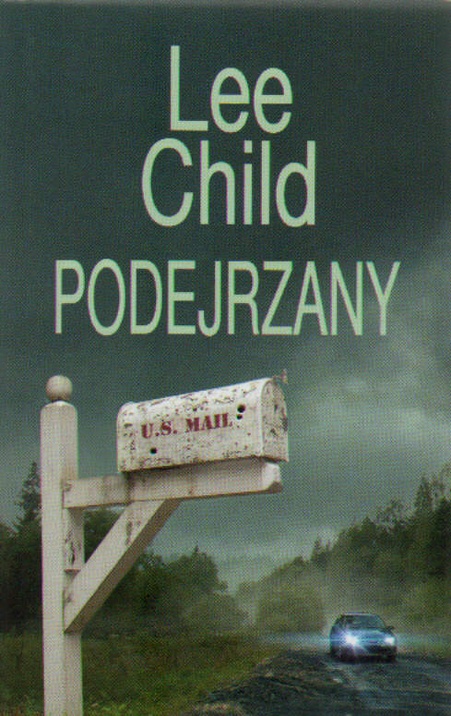 Lee
Child
PODEJRZANY
U.S. MAIL